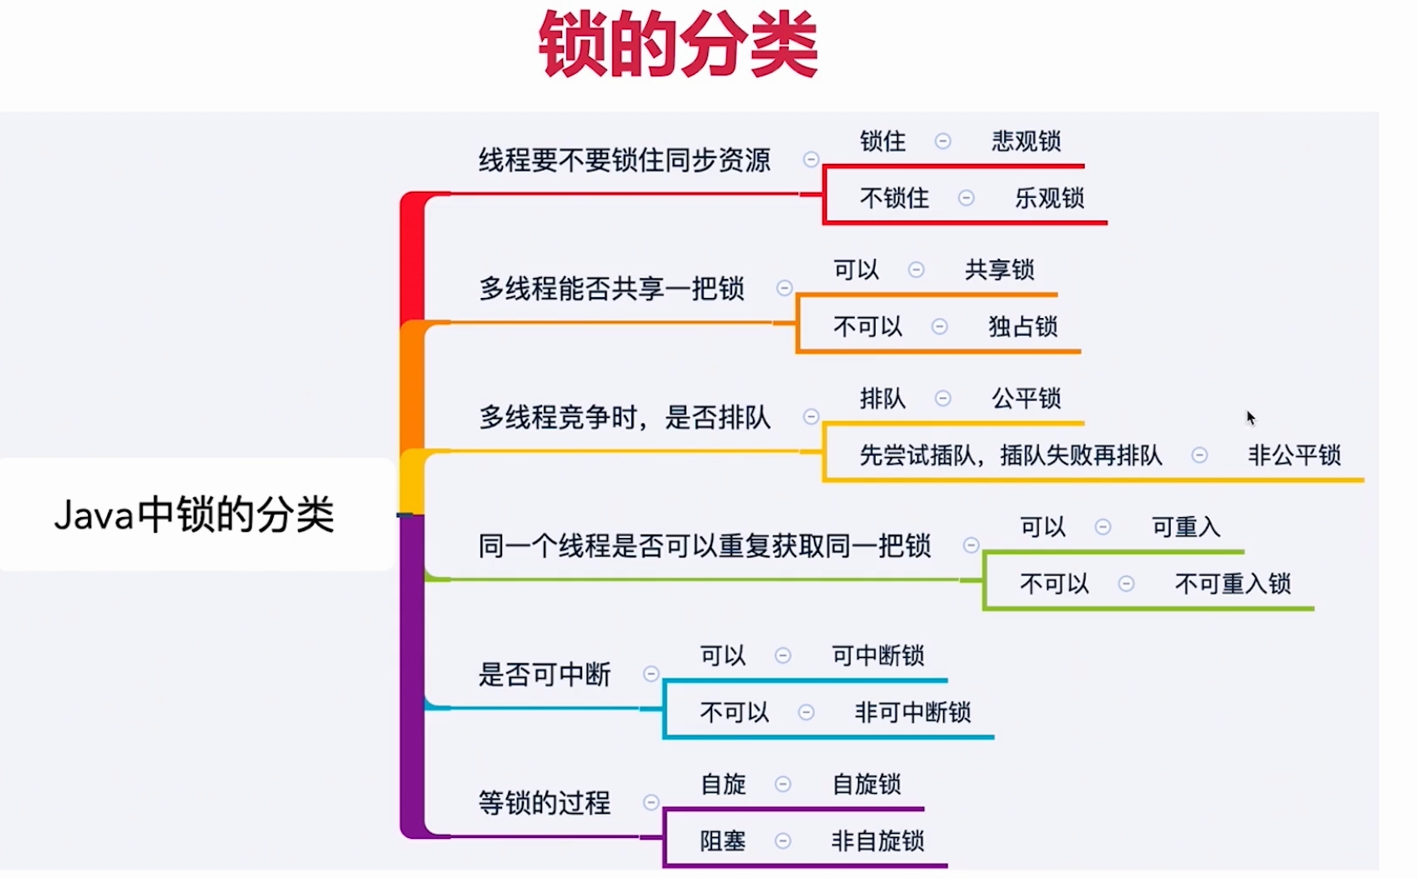 锁的分类
Java中锁的分类
线程要不要锁住同步资源
锁住 悲观锁
不锁住 乐观锁
多线程能否共享一把锁
可以 共享锁
不可以 独占锁
多线程竞争时，是否排队
排队 公平锁
先尝试插队，插队失败再排队 非公平锁
同一个线程是否可以重复获取同一把锁
可以 可重入
不可以 不可重入锁
是否可中断
可以 可中断锁
不可以 非可中断锁
等锁的过程
自旋 自旋锁
阻塞 非自旋锁